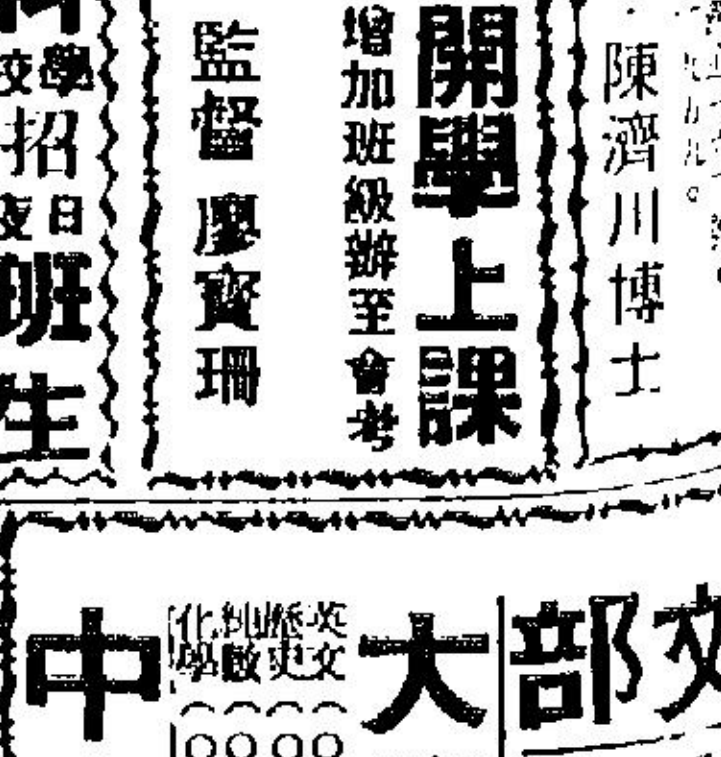 陳濟川博士
開學上課
增加班級辦至會考
監督 廖寶珊
學招日班生
校夜
部
大
英文
歷史
純數
化學
中